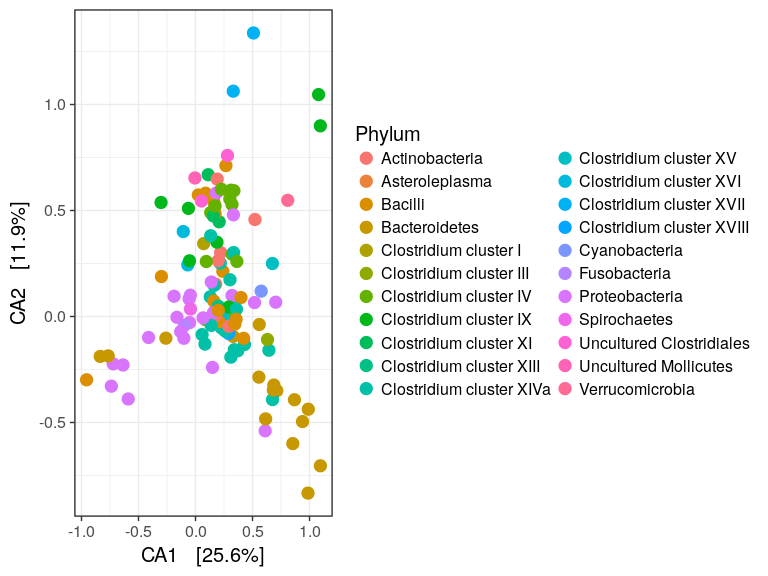 1.0
0.5
0.0
-0.5
CA2 [11.9%]
-1.0 -0.5 0.0 0.5 1.0
CA1 [25.6%]
Phylum
Actinobacteria
Asteroleplasma
Bacilli
Bacteroidetes
Clostridium cluster I
Clostridium cluster III
Clostridium cluster IV
Clostridium cluster IX
Clostridium cluster XI
Clostridium cluster XIII
Clostridium cluster XIVa
Clostridium cluster XV
Clostridium cluster XVI
Clostridium cluster XVII
Clostridium cluster XVIII
Cyanobacteria
Fusobacteria
Proteobacteria
Spirochaetes
Uncultured Clostridiales
Uncultured Mollicutes
Verrucomicrobia